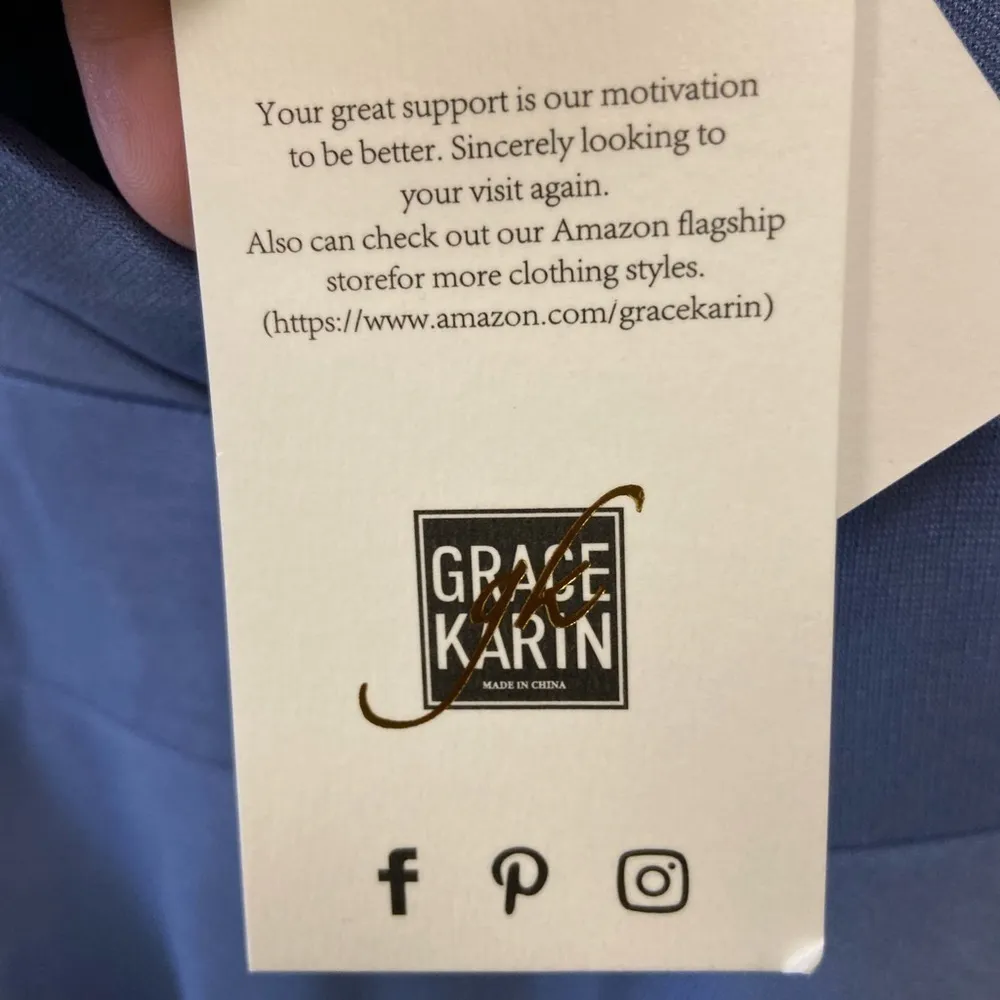 Your great support is our motivation
to be better. Sincerely looking to
your visit again.
Also can check out our Amazon flagship
storefor more clothing styles.
(https://www.amazon.com/gracekarin)
GRACE
KARIN
gk
MADE IN CHINA